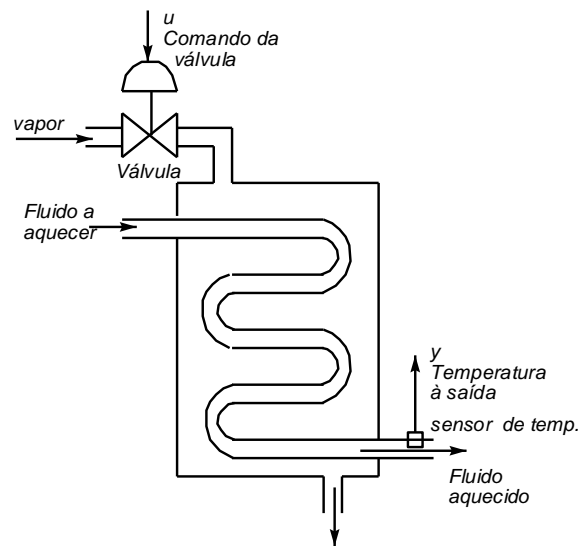 u
Comando da
válvula
vapor
Válvula
Fluido a
aquecer
y
Temperatura
à saída
sensor de temp.
Fluido
aquecido